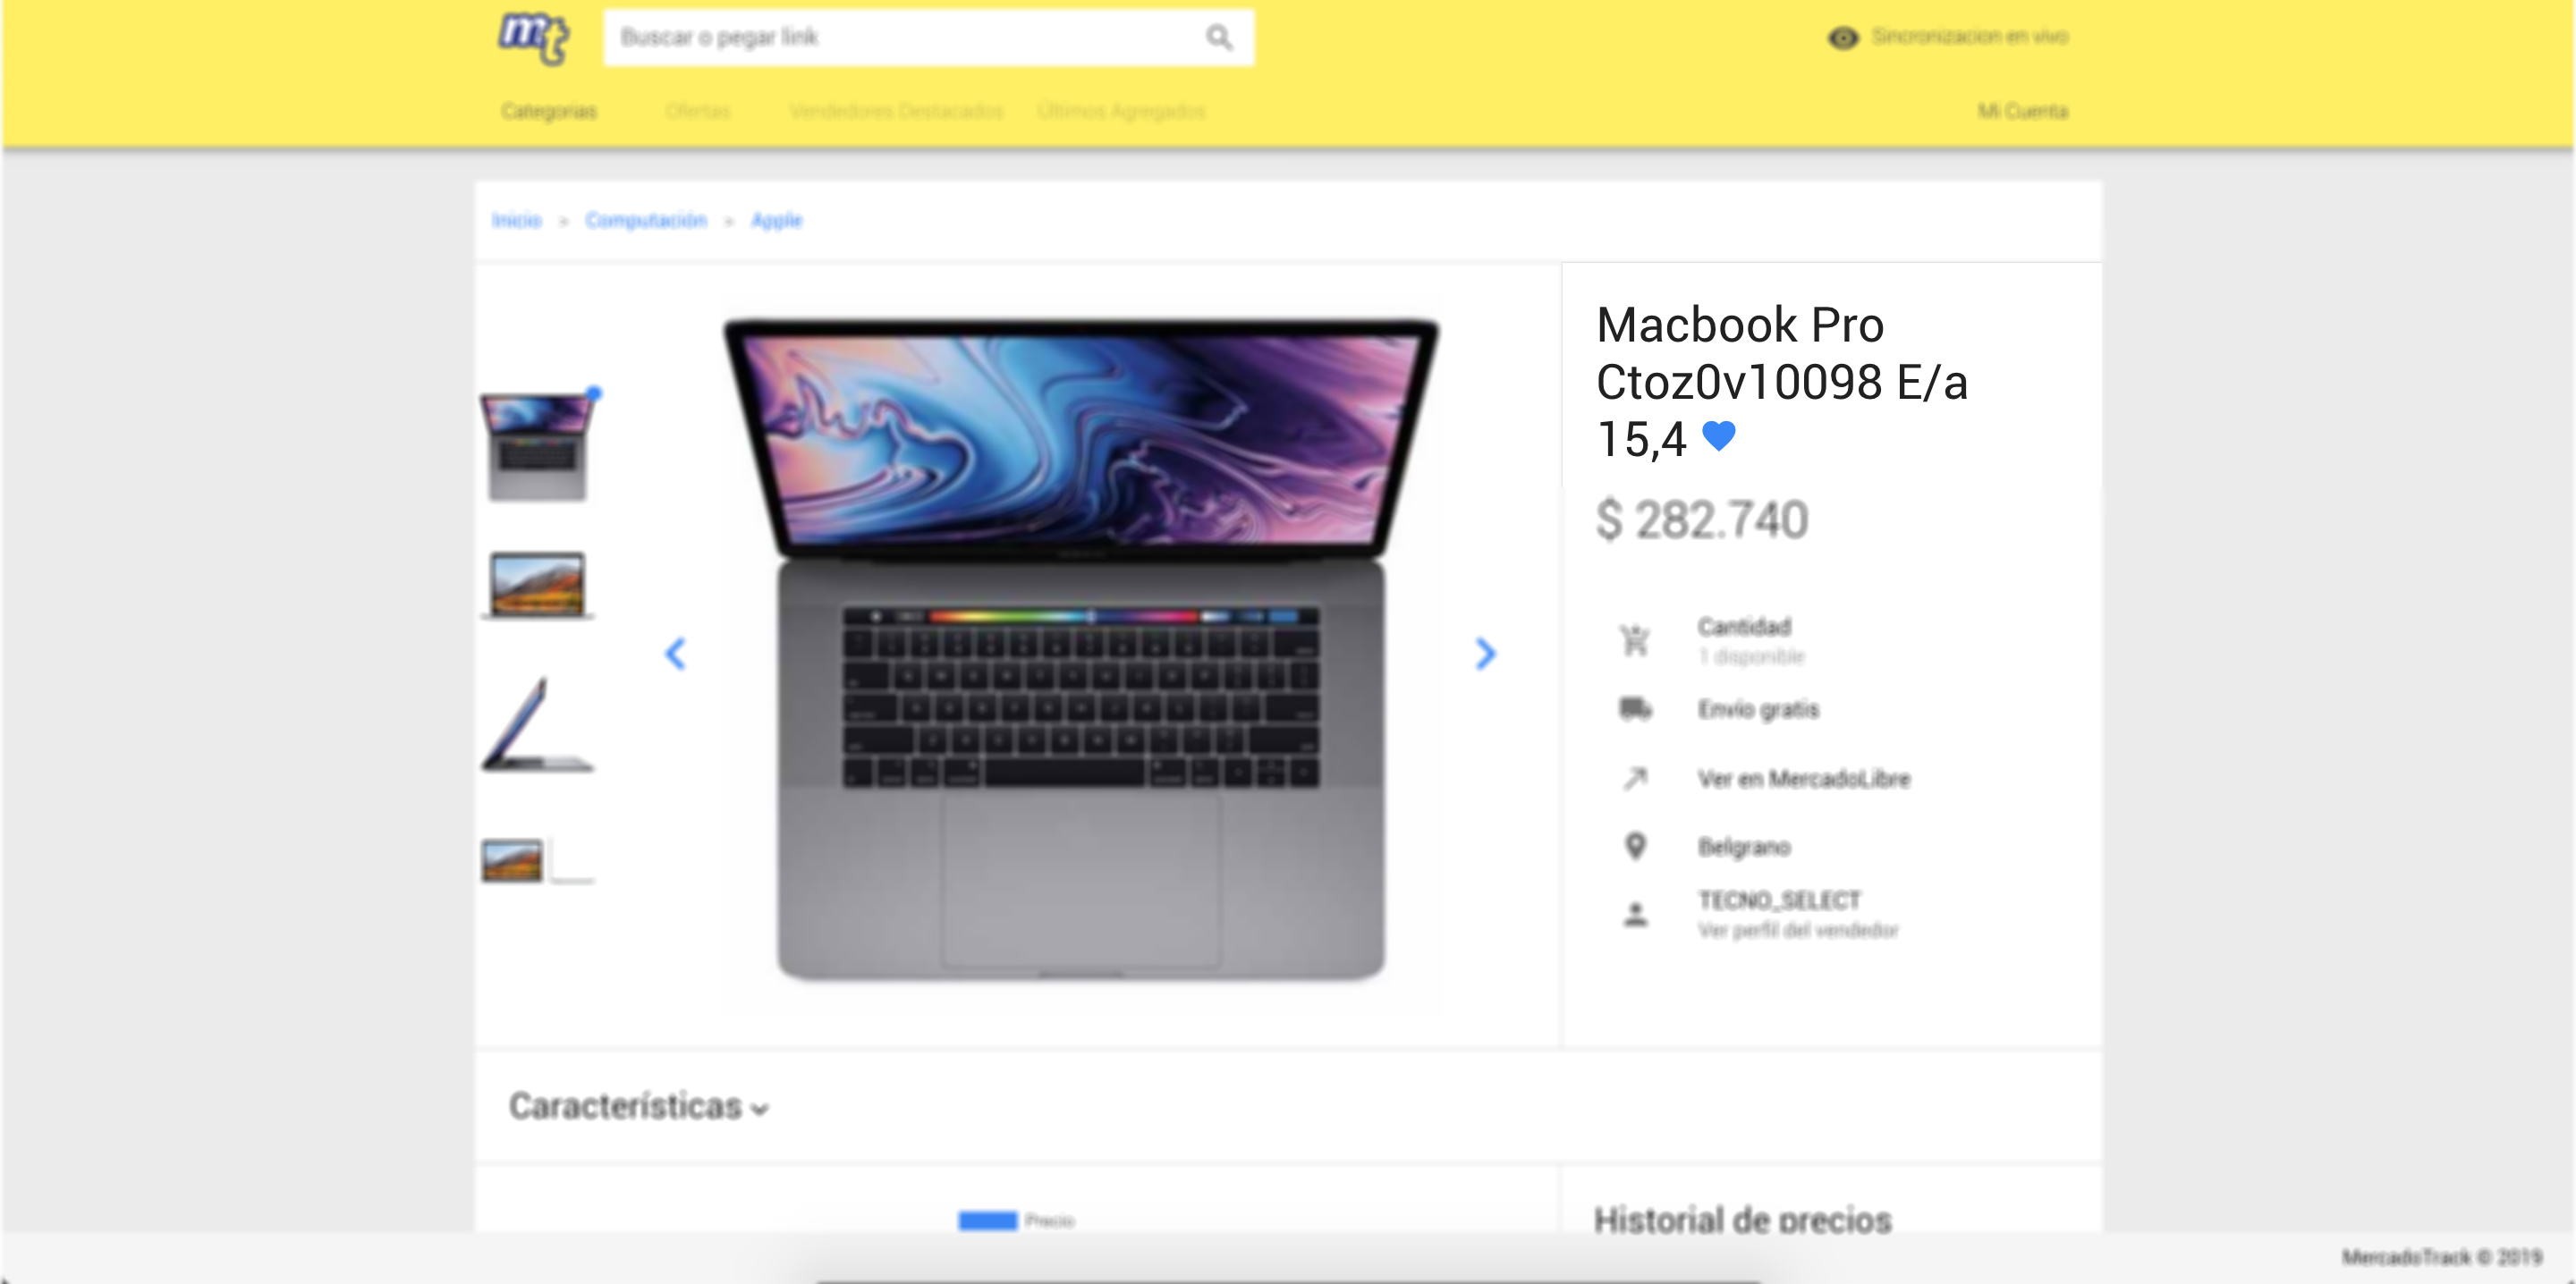 mt
Buscar o pegar link
Sincronizacion en vivo
Categorías
Ofertas
Vendedores Destacados
Últimos Agregados
Mi Cuenta
Inicio > Computación > Apple
Macbook Pro
Ctoz0v10098 E/a
15,4
$ 282.740
Cantidad
1 disponible
Envío gratis
Ver en MercadoLibre
Belgrano
TECNO_SELECT
Ver perfil del vendedor
Características
Precio
Historial de precios
MercadoTrack © 2019